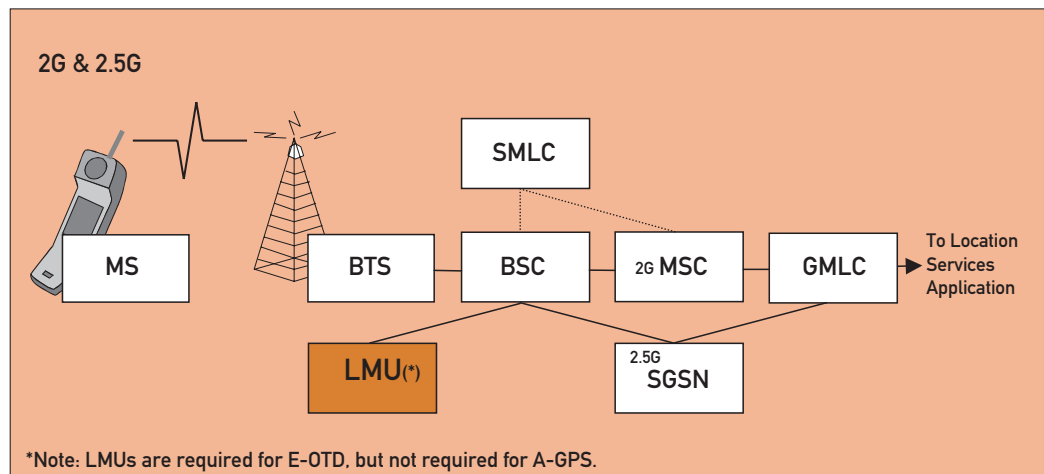 2G & 2.5G
SMLC
MS
BTS
BSC
2G MSC
GMLC
To Location
Services
Application
LMU(*)
2.5G
SGSN
*Note: LMUs are required for E-OTD, but not required for A-GPS.